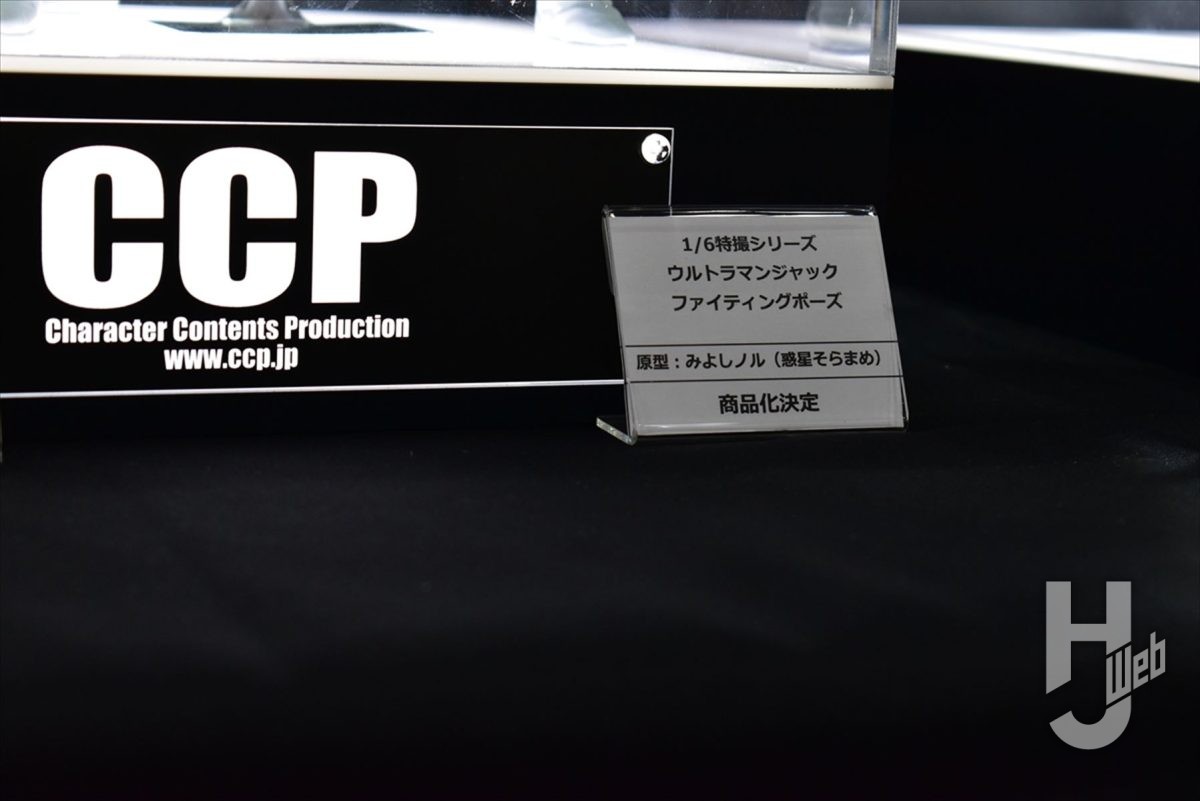 CCP
Character Contents Production
www.ccp.jp
1/6特撮シリーズ
ウルトラマンジャック
ファイティングポーズ
原型：みよしノル（惑星そらまめ）
商品化決定
HJ Web